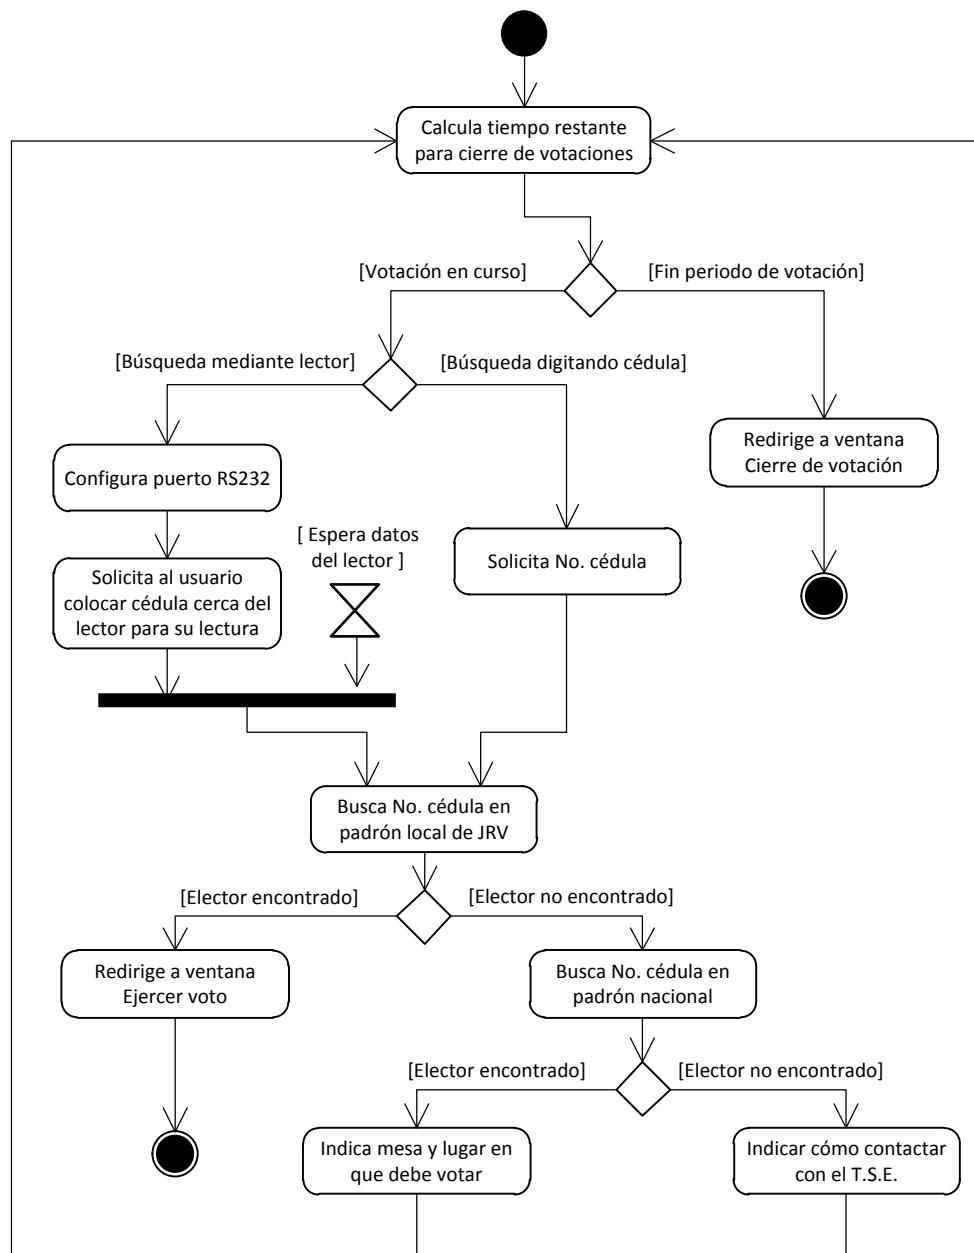 Calcula tiempo restante
para cierre de votaciones
[Votación en curso]
[Fin periodo de votación]
[Búsqueda mediante lector]
[Búsqueda digitando cédula]
Redirige a ventana
Cierre de votación
Configura puerto RS232
[ Espera datos
del lector ]
Solicita No. cédula
Solicita al usuario
colocar cédula cerca del
lector para su lectura
Busca No. cédula en
padrón local de JRV
[Elector encontrado]
[Elector no encontrado]
Redirige a ventana
Ejercer voto
Busca No. cédula en
padrón nacional
[Elector encontrado]
[Elector no encontrado]
Indica mesa y lugar en
que debe votar
Indicar cómo contactar
con el T.S.E.